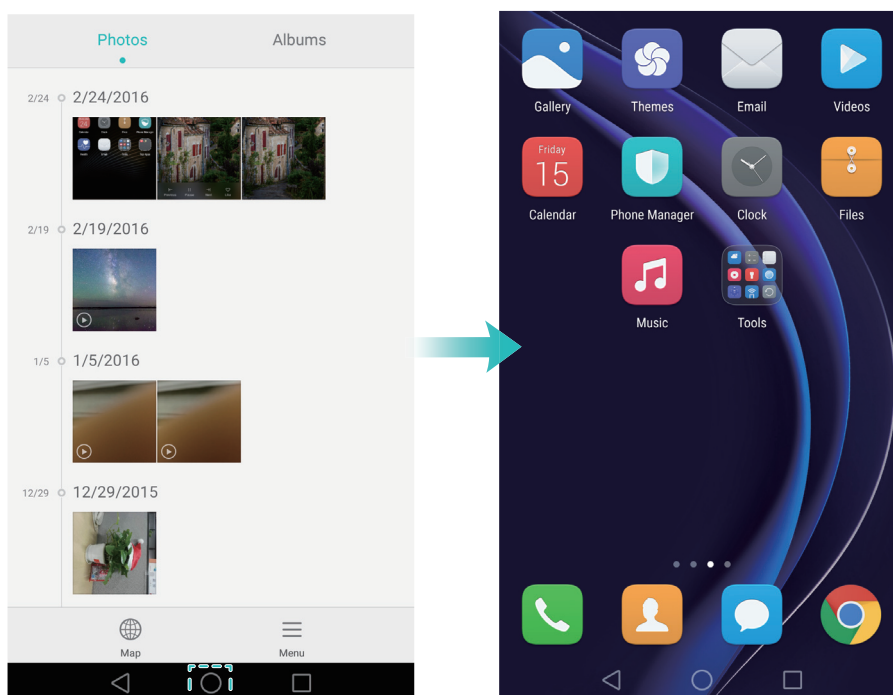 Photos Albums
2/24 2/24/2016
2/19 2/19/2016
1/5 1/5/2016
12/29 12/29/2015
Map Menu
Gallery Themes Email Videos
Friday
15
Calendar Phone Manager Clock Files
Music Tools